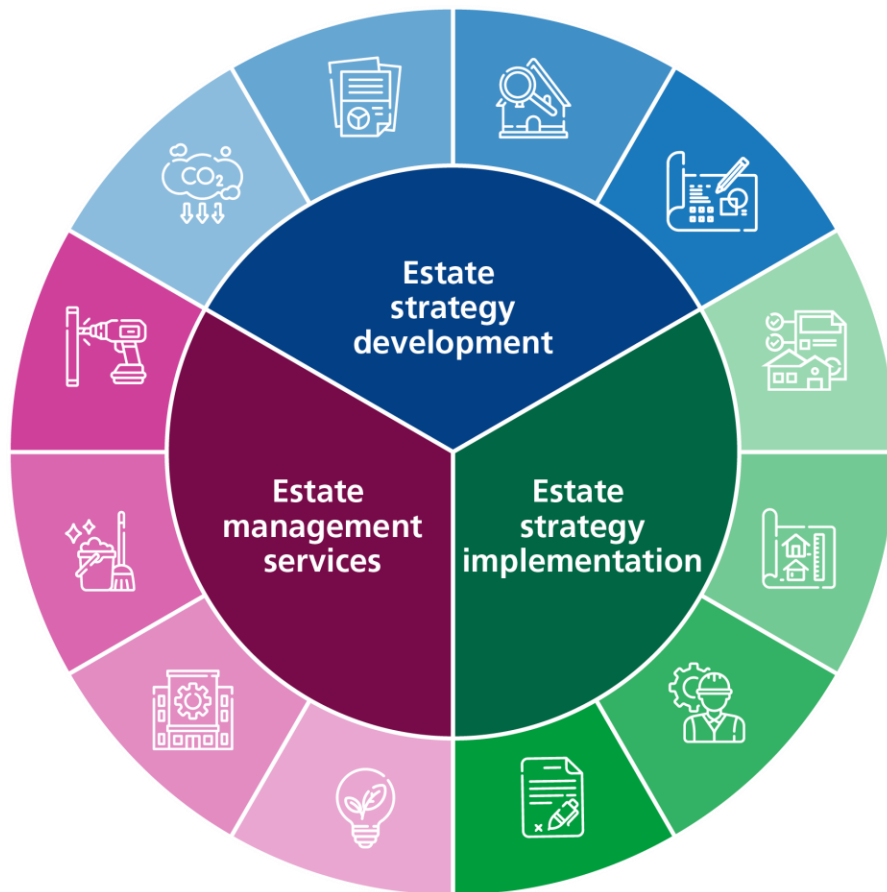 CO₂
Estate
strategy
development
Estate
management
services
Estate
strategy
implementation